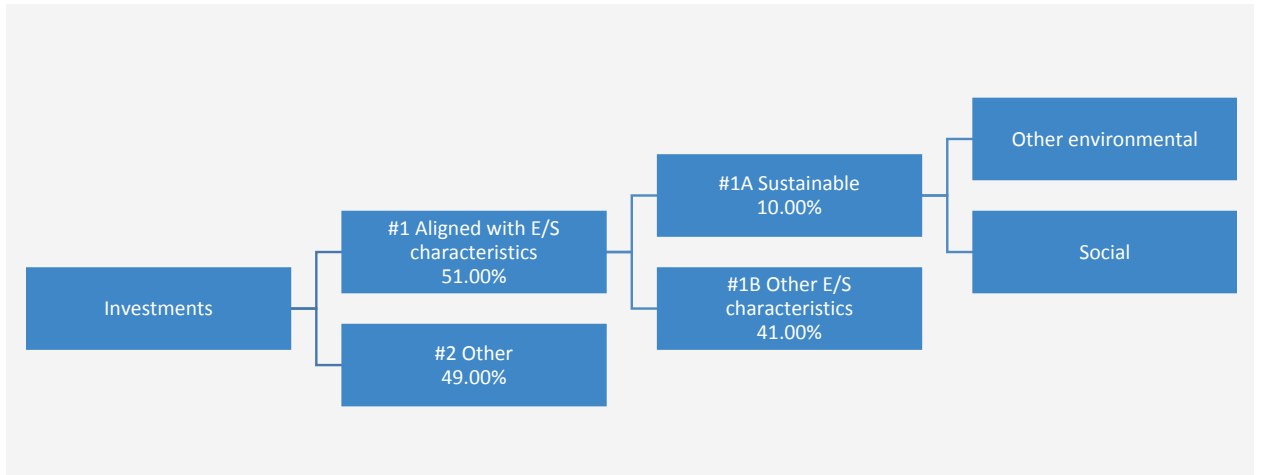 Investments
#1 Aligned with E/S
characteristics
51.00%
#2 Other
49.00%
#1A Sustainable
10.00%
#1B Other E/S
characteristics
41.00%
Other environmental
Social